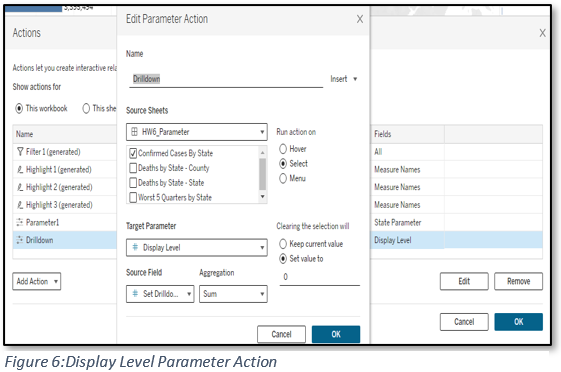 3,393,494
Actions
Edit Parameter Action
X
X
Actions let you create interactive rela
Name
Drilldown
Insert
Show actions for
This workbook
This she
Source Sheets
HW6_Parameter
Run action on
Confirmed Cases By State
Deaths by State - County
Deaths by State - State
Worst 5 Quarters by State
Hover
Select
Menu
Name
Fields
Filter 1 (generated)
All
Highlight 1 (generated)
Measure Names
Highlight 2 (generated)
Measure Names
Highlight 3 (generated)
Measure Names
Parameter1
State Parameter
Drilldown
Display Level
Target Parameter
Display Level
Clearing the selection will
Keep current value
Set value to
0
Source Field
Aggregation
Set Drilldo...
Sum
Add Action
Edit
Remove
Cancel
OK
Cancel
OK
Figure 6:Display Level Parameter Action